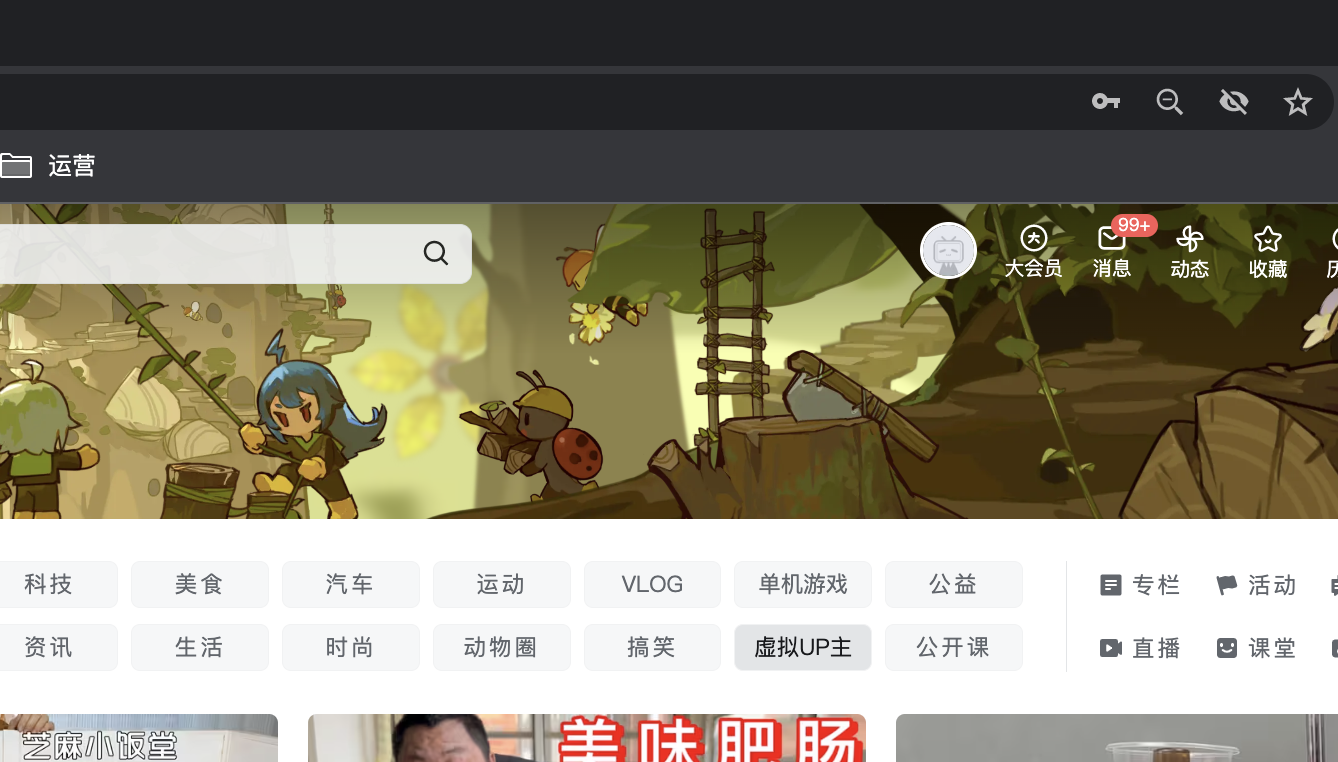 运营
99+
大会员 消息 动态 收藏 历
科技 美食 汽车 运动 VLOG 单机游戏 公益 专栏 活动
资讯 生活 时尚 动物圈 搞笑 虚拟UP主 公开课 直播 课堂
芝麻小饭堂
美味肥肠